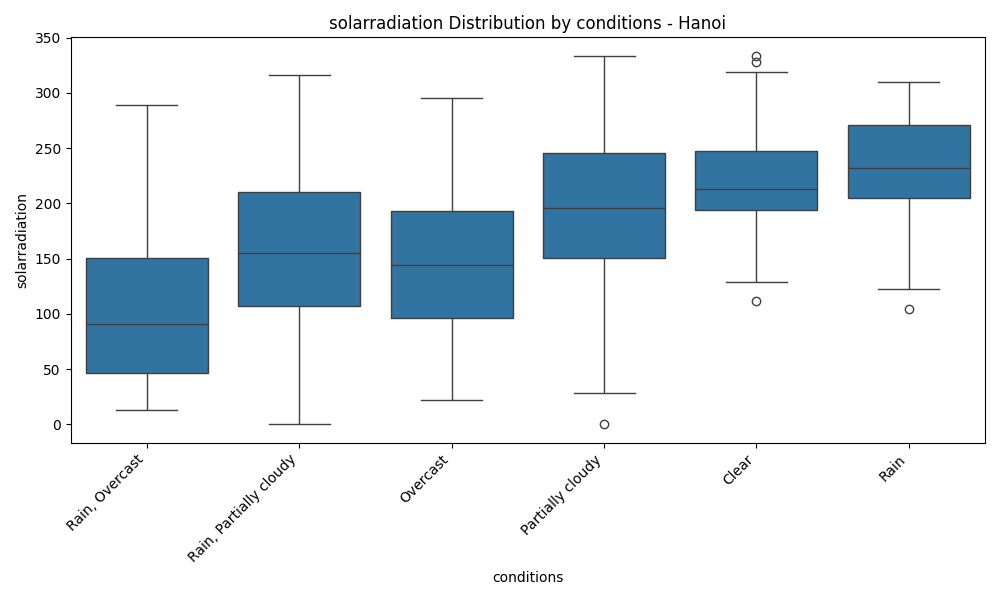 solarradiation Distribution by conditions - Hanoi
solarradiation
350
300
250
200
150
100
50
0
Rain, Overcast
Rain, Partially cloudy
Overcast
Partially cloudy
Clear
Rain
conditions